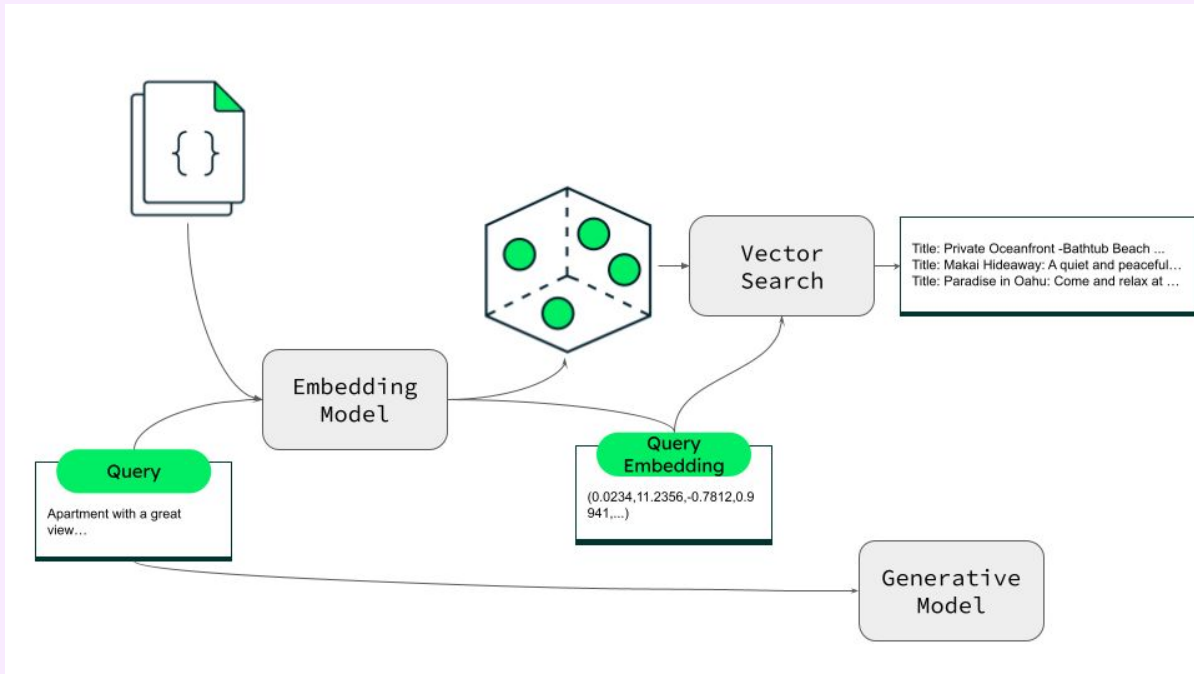 { }
Vector
Search
Title: Private Oceanfront -Bathtub Beach ...
Title: Makai Hideaway: A quiet and peaceful...
Title: Paradise in Oahu: Come and relax at ...
Embedding
Model
Query
Apartment with a great
view...
Query
Embedding
(0.0234,11.2356,-0.7812,0.9
941,...)
Generative
Model